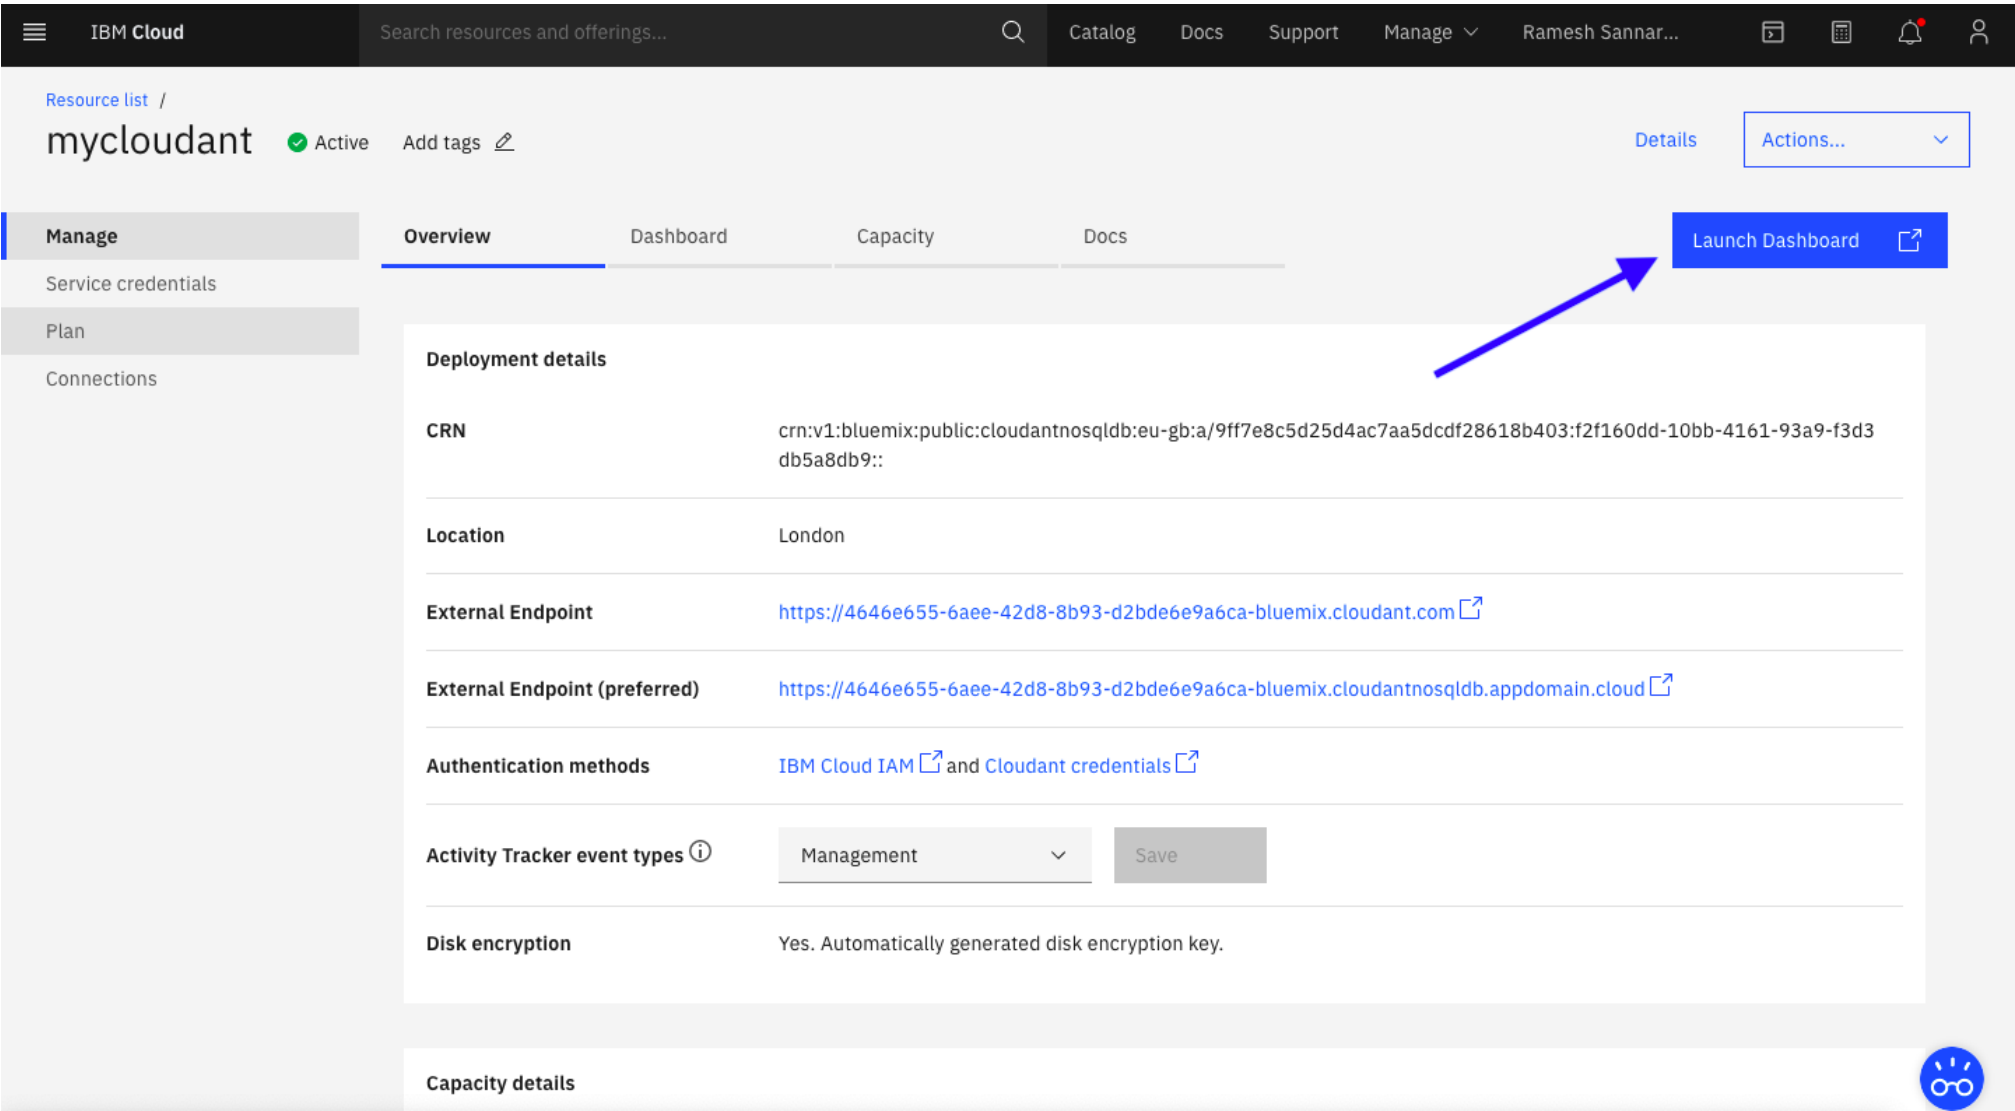 IBM Cloud
Search resources and offerings...
Catalog
Docs
Support
Manage
Ramesh Sannar...
Resource list /
mycloudant
Active
Add tags
Details
Actions...
Manage
Service credentials
Plan
Connections
Overview
Dashboard
Capacity
Docs
Launch Dashboard
Deployment details
CRN
crn:v1:bluemix:public:cloudantnosqldb:eu-gb:a/9ff7e8c5d25d4ac7aa5dcdf28618b403:f2f160dd-10bb-4161-93a9-f3d3
db5a8db9::
Location
London
External Endpoint
https://4646e655-6aee-42d8-8b93-d2bde6e9a6ca-bluemix.cloudant.com
External Endpoint (preferred)
https://4646e655-6aee-42d8-8b93-d2bde6e9a6ca-bluemix.cloudantnosqldb.appdomain.cloud
Authentication methods
IBM Cloud IAM and Cloudant credentials
Activity Tracker event types
Management
Save
Disk encryption
Yes. Automatically generated disk encryption key.
Capacity details